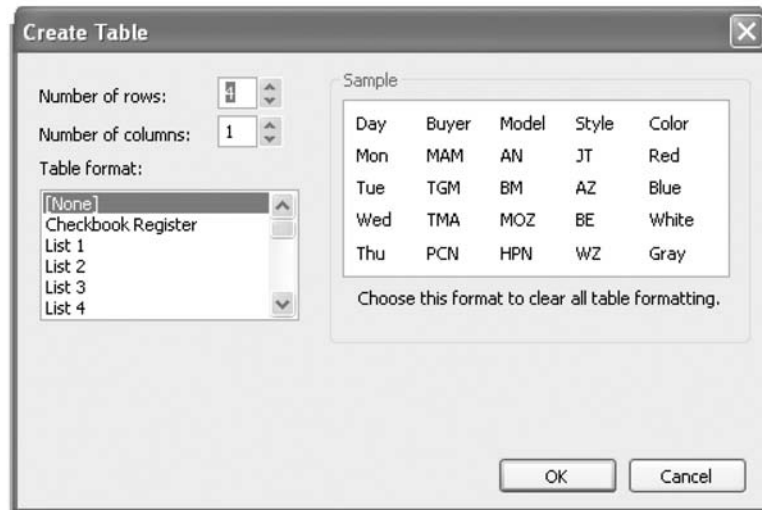 Create Table
Number of rows: 4
Number of columns: 1
Table format:
[None]
Checkbook Register
List 1
List 2
List 3
List 4
Sample
Day Buyer Model Style Color
Mon MAM AN JT Red
Tue TGM BM AZ Blue
Wed TMA MOZ BE White
Thu PCN HPN WZ Gray
Choose this format to clear all table formatting.
OK Cancel